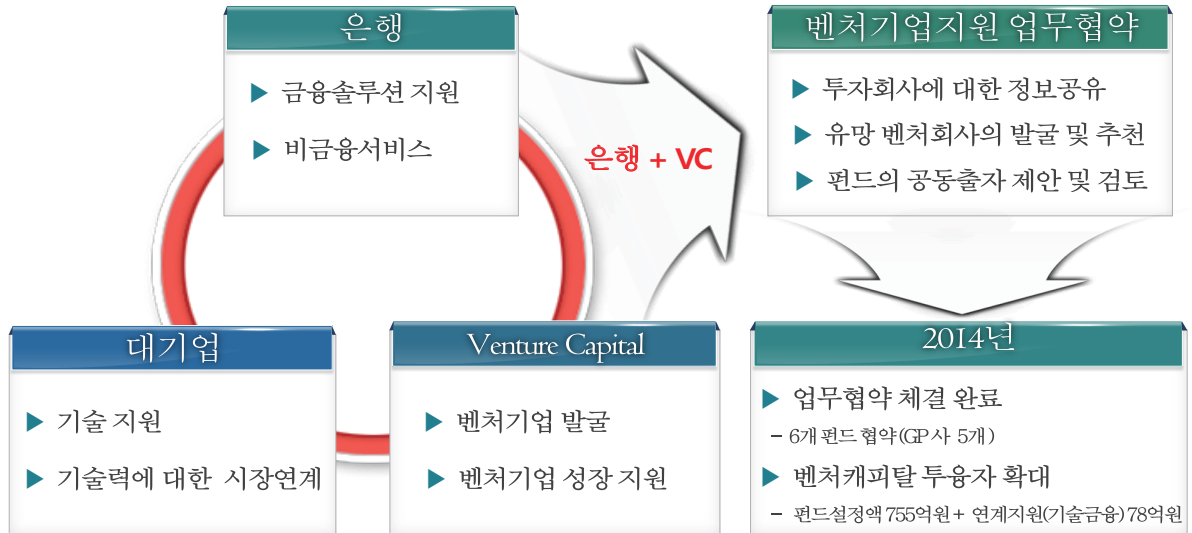 은행
▶ 금융솔루션 지원
▶ 비금융서비스
은행 + VC
벤처기업지원 업무협약
▶ 투자회사에 대한 정보공유
▶ 유망 벤처회사의 발굴 및 추천
▶ 펀드의 공동출자 제안 및 검토
대기업
▶ 기술 지원
▶ 기술력에 대한 시장연계
Venture Capital
▶ 벤처기업 발굴
▶ 벤처기업 성장 지원
2014년
▶ 업무협약 체결 완료
- 6개 펀드 협약(GP사 5개)
▶ 벤처캐피탈 투융자 확대
- 펀드설정액 755억원 + 연계지원(기술금융) 78억원